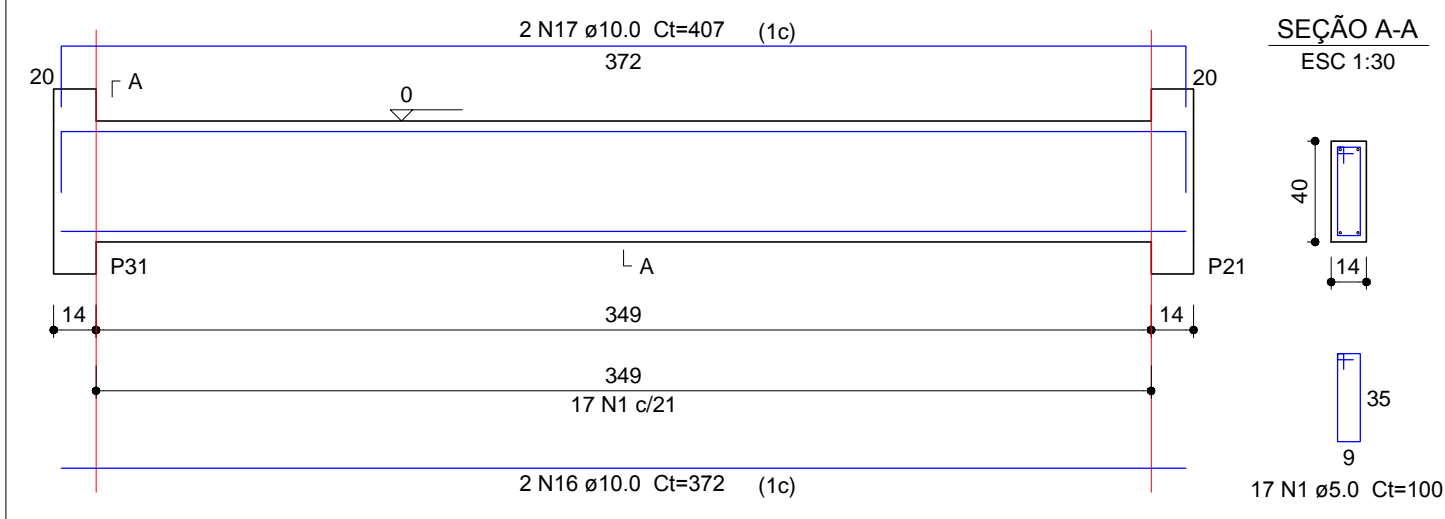 2 N17 ø10.0 Ct=407 (1c)
372
20
20
A
0
A
P31
P21
14
349
14
349
17 N1 c/21
2 N16 ø10.0 Ct=372 (1c)
SEÇÃO A-A
ESC 1:30
40
14
35
9
17 N1 ø5.0 Ct=100